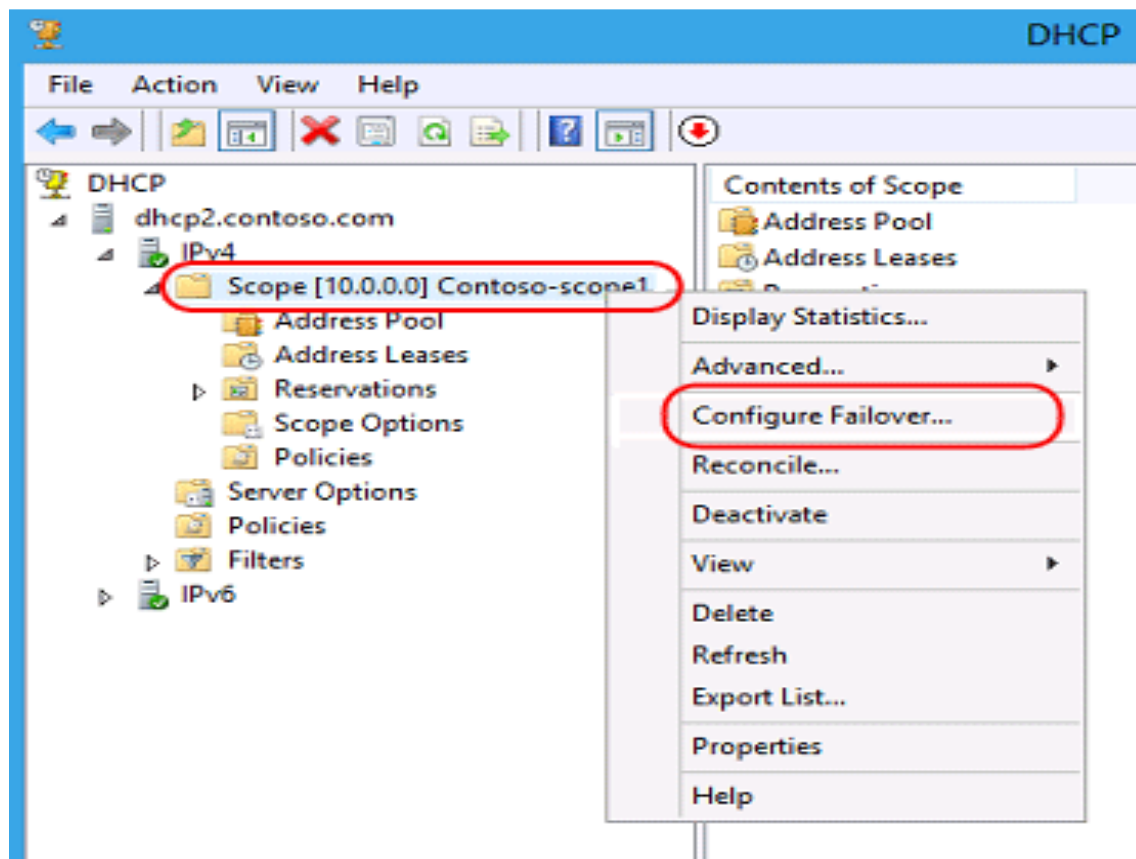 DHCP
File Action View Help
DHCP
dhcp2.contoso.com
IPv4
Scope [10.0.0.0] Contoso-scope1
Address Pool
Address Leases
Reservations
Scope Options
Policies
Server Options
Policies
Filters
IPv6
Contents of Scope
Address Pool
Address Leases
Display Statistics...
Advanced...
Configure Failover...
Reconcile...
Deactivate
View
Delete
Refresh
Export List...
Properties
Help